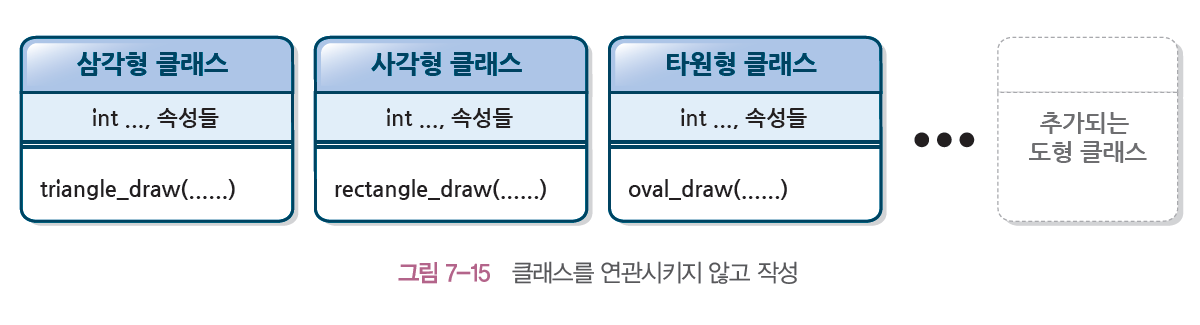 삼각형 클래스
int ..., 속성들
triangle_draw(......)
사각형 클래스
int ..., 속성들
rectangle_draw(......)
타원형 클래스
int ..., 속성들
oval_draw(......)
추가되는
도형 클래스
그림 7-15 클래스를 연관시키지 않고 작성